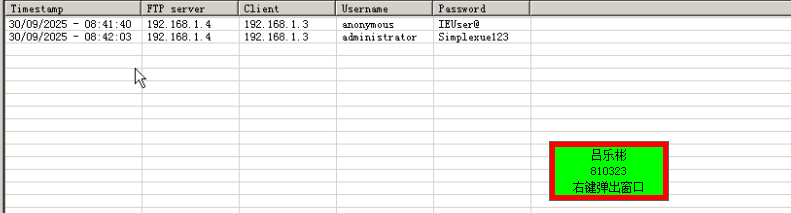 Timestamp FTP server Client Username Password
30/09/2025 - 08:41:40 192.168.1.4 192.168.1.3 anonymous IEUser@
30/09/2025 - 08:42:03 192.168.1.4 192.168.1.3 administrator Simplexue123
吕乐彬
810323
右键弹出窗口